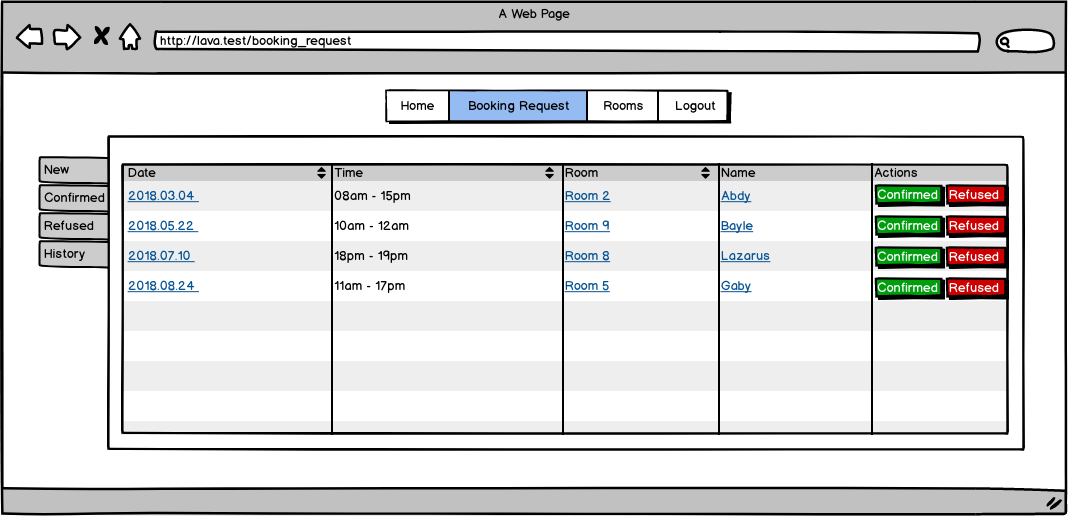 A Web Page
http://lava.test/booking_request
Home Booking Request Rooms Logout
New
Confirmed
Refused
History
Date Time Room Name Actions
2018.03.04 08am - 15pm Room 2 Abdy Confirmed Refused
2018.05.22 10am - 12am Room 9 Bayle Confirmed Refused
2018.07.10 18pm - 19pm Room 8 Lazarus Confirmed Refused
2018.08.24 11am - 17pm Room 5 Gaby Confirmed Refused